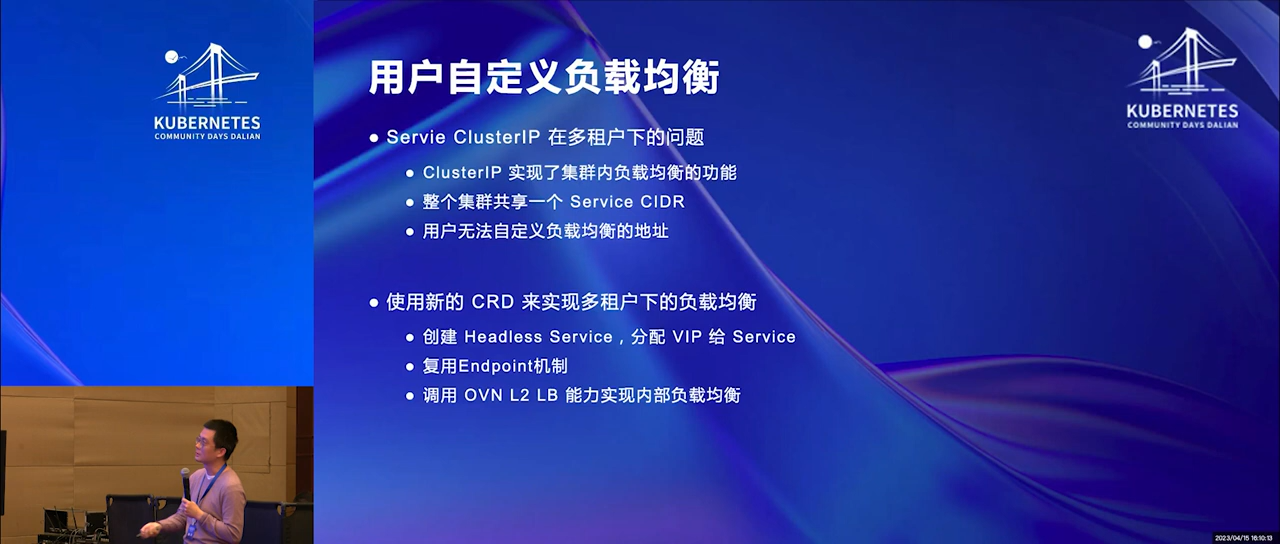 KUBERNETES
COMMUNITY DAYS DALIAN
用户自定义负载均衡
KUBERNETES
COMMUNITY DAYS DALIAN
● Servie ClusterIP 在多租户下的问题
● ClusterIP 实现了集群内负载均衡的功能
● 整个集群共享一个 Service CIDR
● 用户无法自定义负载均衡的地址
● 使用新的 CRD 来实现多租户下的负载均衡
● 创建 Headless Service，分配 VIP 给 Service
● 复用Endpoint机制
● 调用 OVN L2 LB 能力实现内部负载均衡
2023/04/15 16:10:13